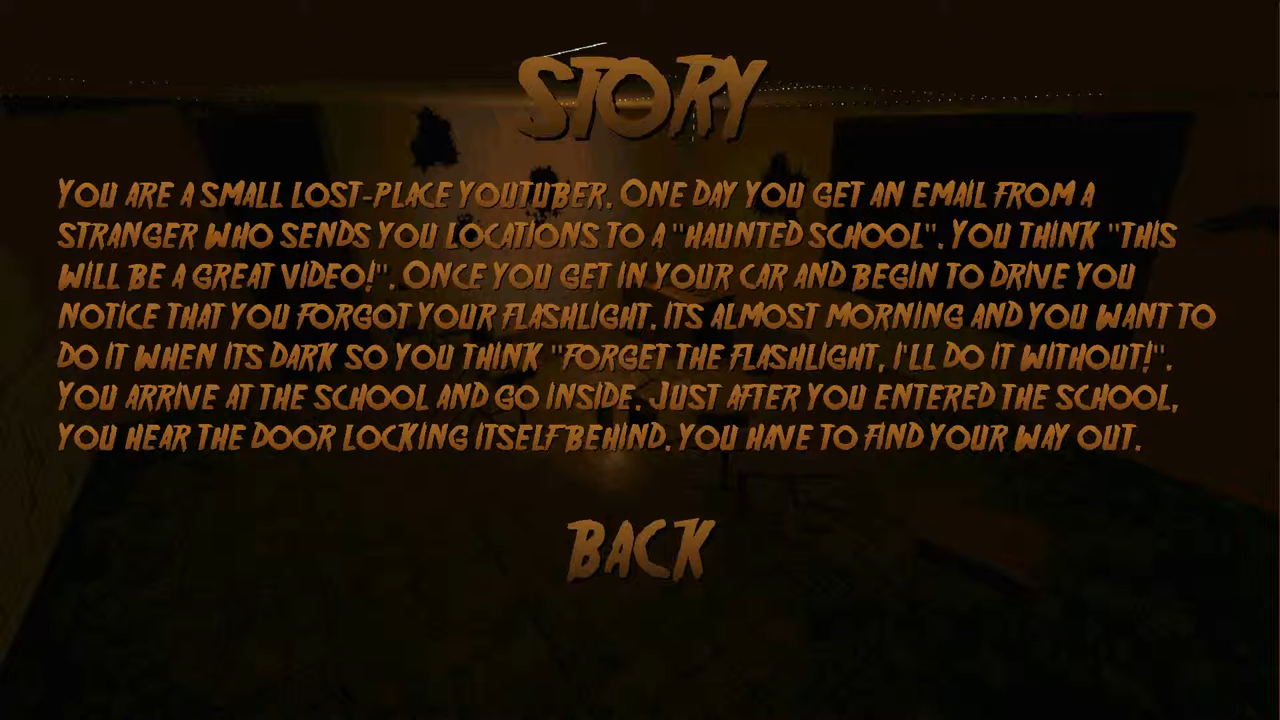 STORY
YOU ARE A SMALL LOST-PLACE YOUTUBER. ONE DAY YOU GET AN EMAIL FROM A
STRANGER WHO SENDS YOU LOCATIONS TO A "HAUNTED SCHOOL". YOU THINK "THIS
WILL BE A GREAT VIDEO!". ONCE YOU GET IN YOUR CAR AND BEGIN TO DRIVE YOU
NOTICE THAT YOU FORGOT YOUR FLASHLIGHT. ITS ALMOST MORNING AND YOU WANT TO
DO IT WHEN ITS DARK SO YOU THINK "FORGET THE FLASHLIGHT, I'LL DO IT WITHOUT!".
YOU ARRIVE AT THE SCHOOL AND GO INSIDE. JUST AFTER YOU ENTERED THE SCHOOL,
YOU HEAR THE DOOR LOCKING ITSELF BEHIND. YOU HAVE TO FIND YOUR WAY OUT.
BACK